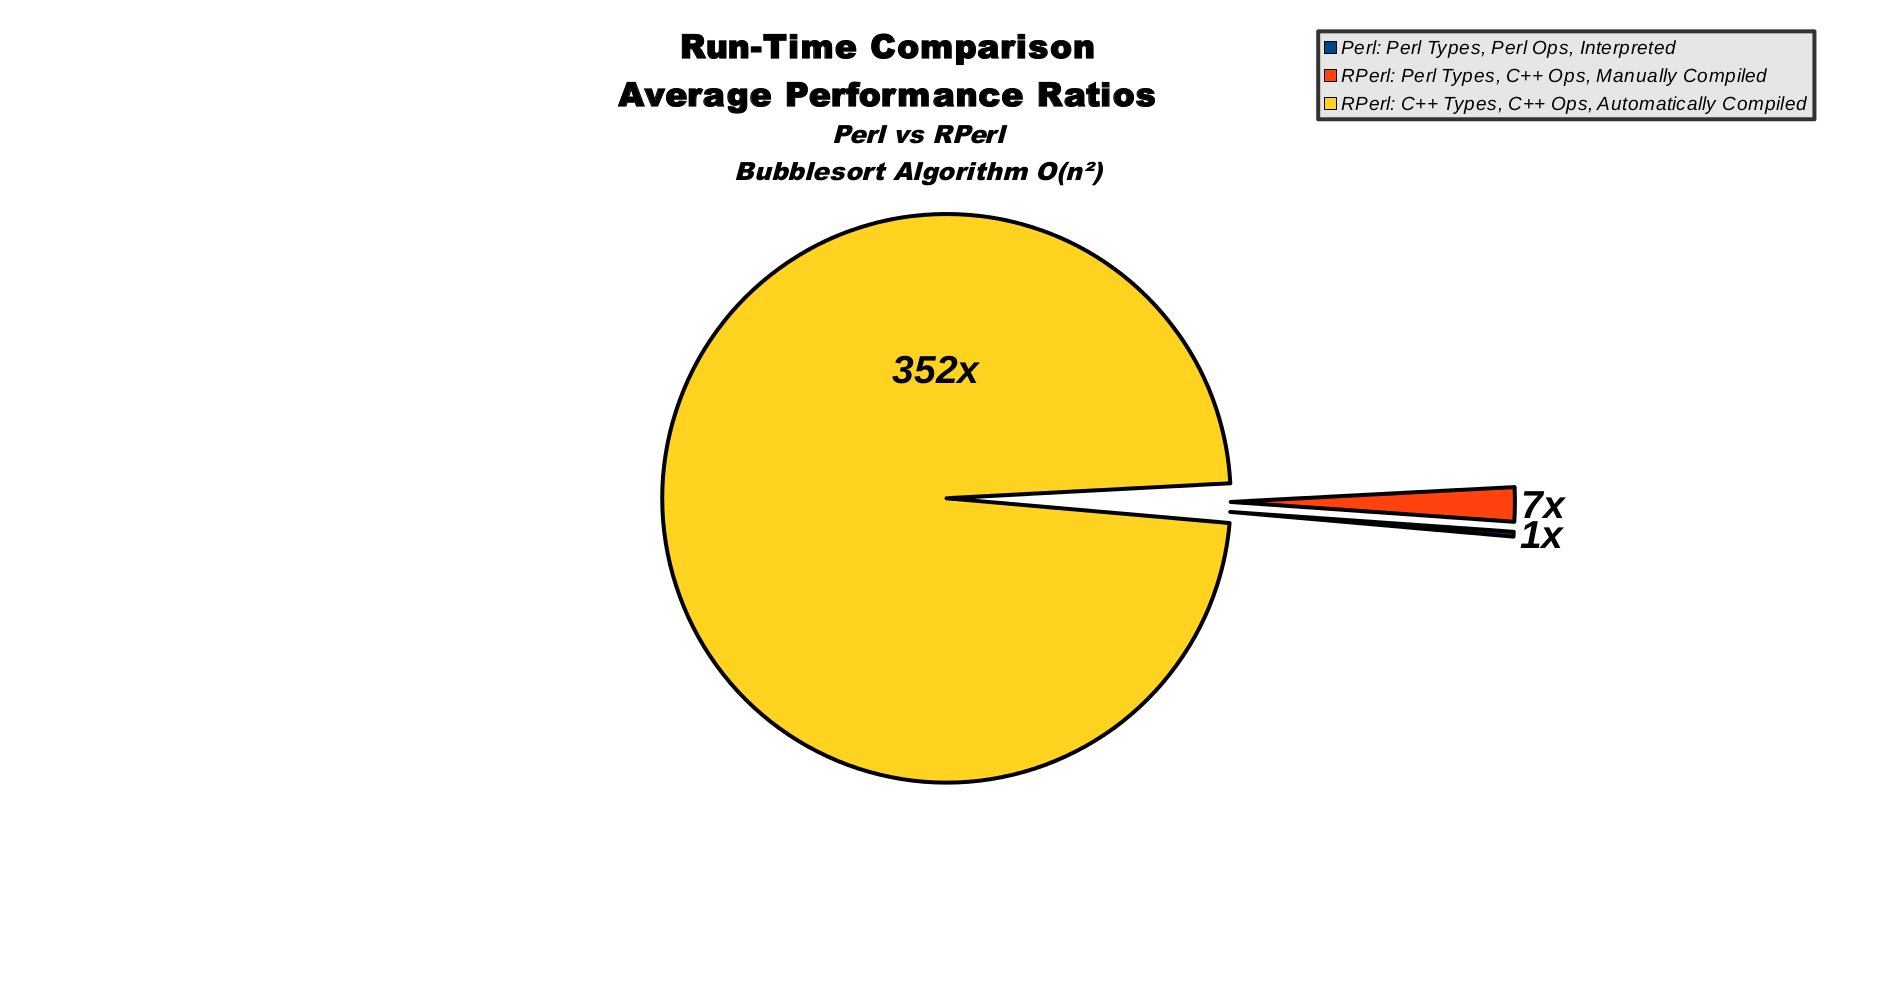 Run-Time Comparison
Average Performance Ratios
Perl vs RPerl
Bubblesort Algorithm O(n²)
Perl: Perl Types, Perl Ops, Interpreted
RPerl: Perl Types, C++ Ops, Manually Compiled
RPerl: C++ Types, C++ Ops, Automatically Compiled
352x
7x
1x